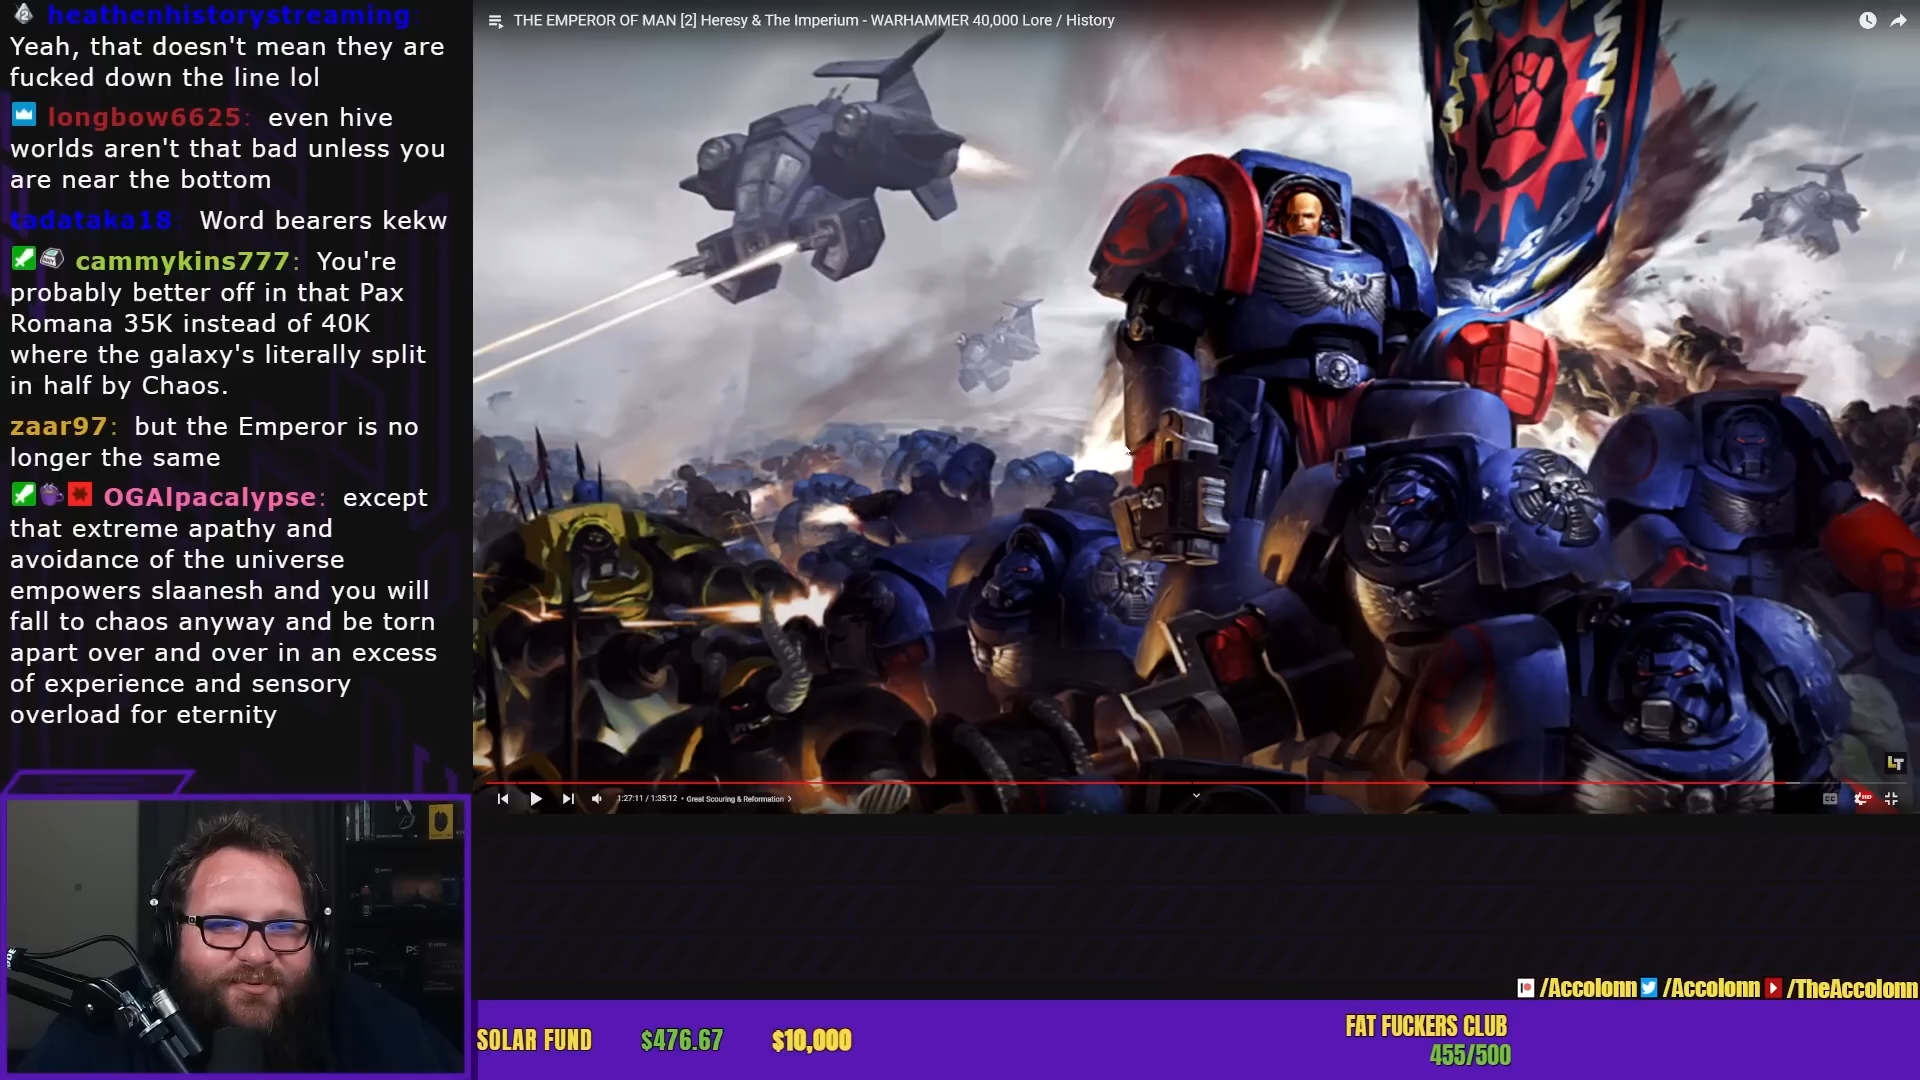 heathenhistorystreaming:
Yeah, that doesn't mean they are
fucked down the line lol
longbow6625: even hive
worlds aren't that bad unless you
are near the bottom
tadataka18: Word bearers kekw
cammykins777: You're
probably better off in that Pax
Romana 35K instead of 40K
where the galaxy's literally split
in half by Chaos.
zaar97: but the Emperor is no
longer the same
OGAlpacalypse: except
that extreme apathy and
avoidance of the universe
empowers slaanesh and you will
fall to chaos anyway and be torn
apart over and over in an excess
of experience and sensory
overload for eternity
THE EMPEROR OF MAN [2] Heresy & The Imperium - WARHAMMER 40,000 Lore / History
LT
1:27:11 / 1:35:12 • Great Scouring & Reformation >
CC
HD
/Accolonn /Accolonn /TheAccolonn
SOLAR FUND $476.67 $10,000
FAT FUCKERS CLUB
455/500